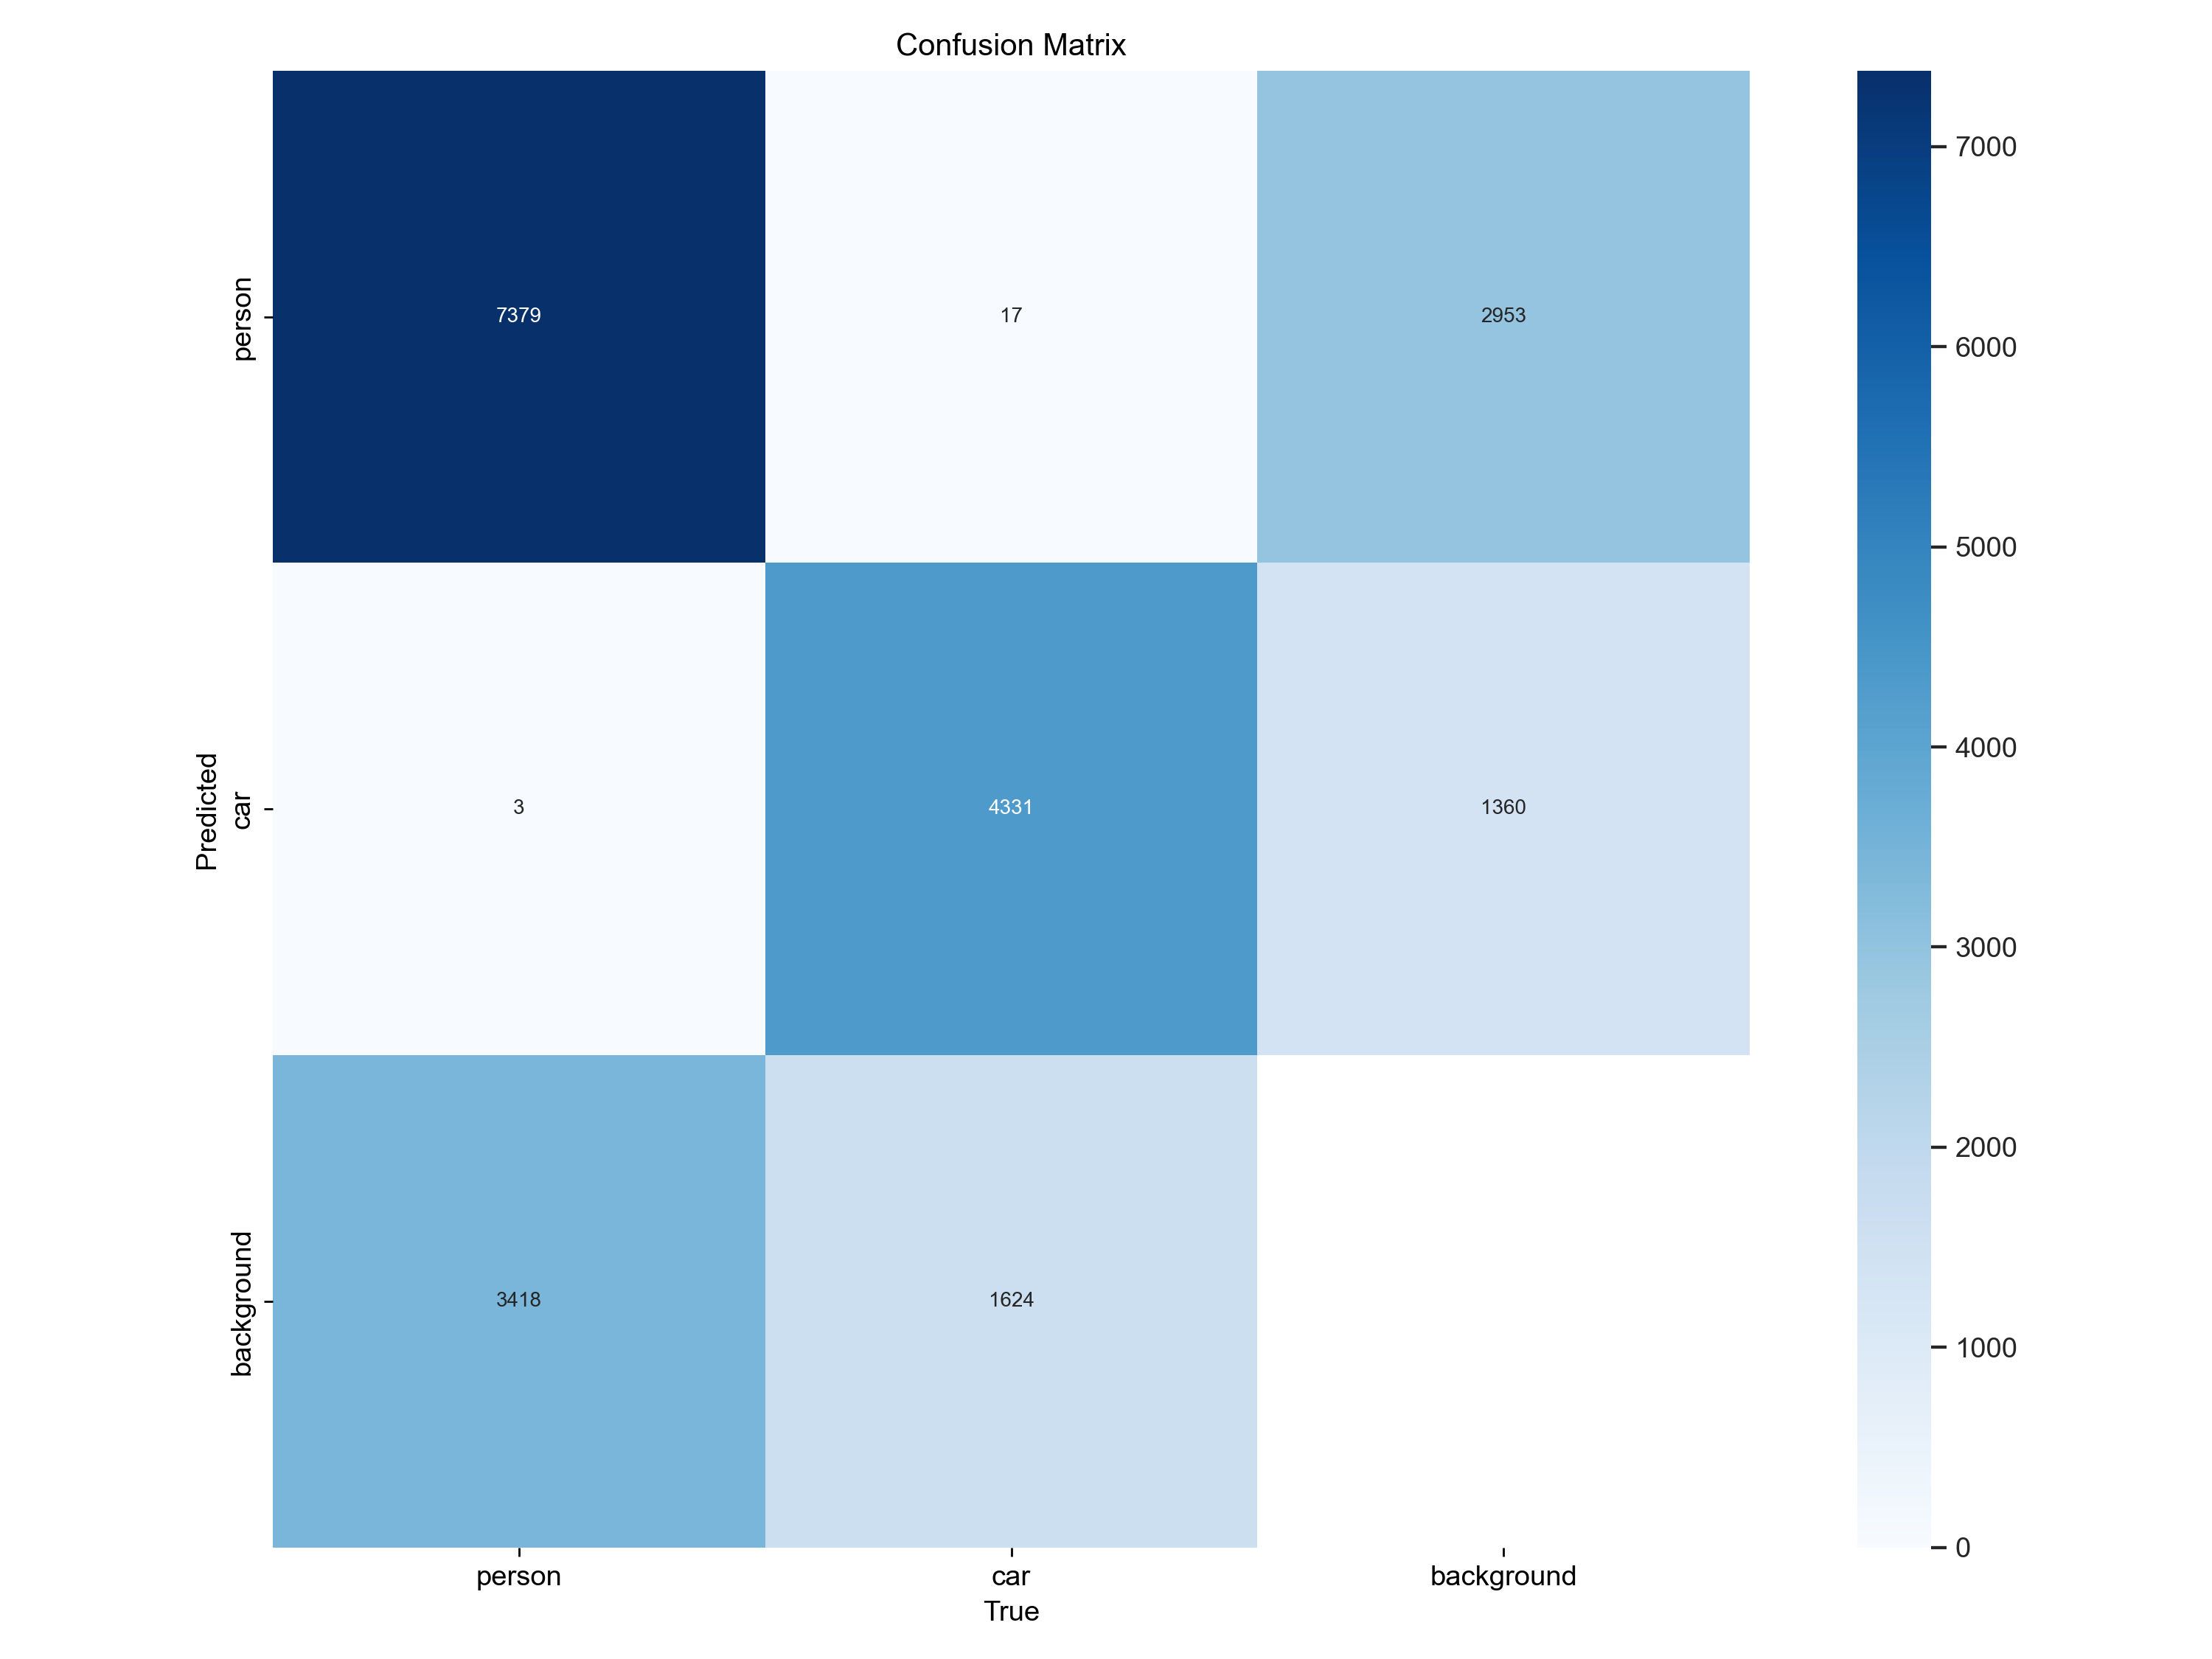 Confusion Matrix
person
7379
17
2953
Predicted
car
3
4331
1360
background
3418
1624
person
car
background
True
7000
6000
5000
4000
3000
2000
1000
0